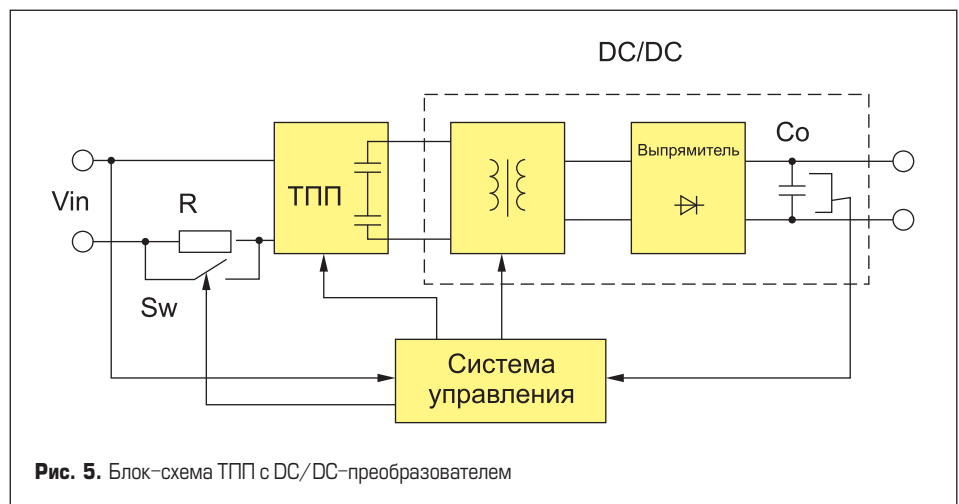 DC/DC
Co
Выпрямитель
Vin
R
ТПП
Sw
Система
управления
Рис. 5. Блок-схема ТПП с DC/DC-преобразователем